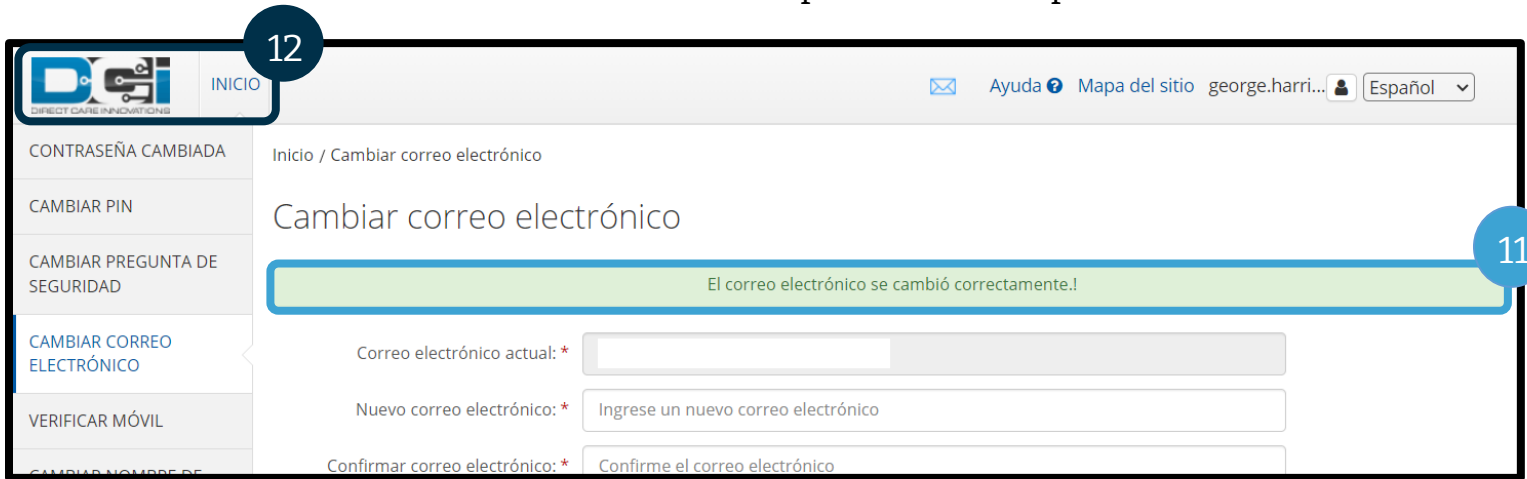 12
DCI
DIRECT CARE INNOVATIONS
INICIO
Ayuda Mapa del sitio george.harri... Español
CONTRASEÑA CAMBIADA
CAMBIAR PIN
CAMBIAR PREGUNTA DE
SEGURIDAD
CAMBIAR CORREO
ELECTRÓNICO
VERIFICAR MÓVIL
CAMBIAR NOMBRE DE
Inicio / Cambiar correo electrónico
Cambiar correo electrónico
11
El correo electrónico se cambió correctamente.!
Correo electrónico actual: *
Nuevo correo electrónico: * Ingrese un nuevo correo electrónico
Confirmar correo electrónico: * Confirme el correo electrónico